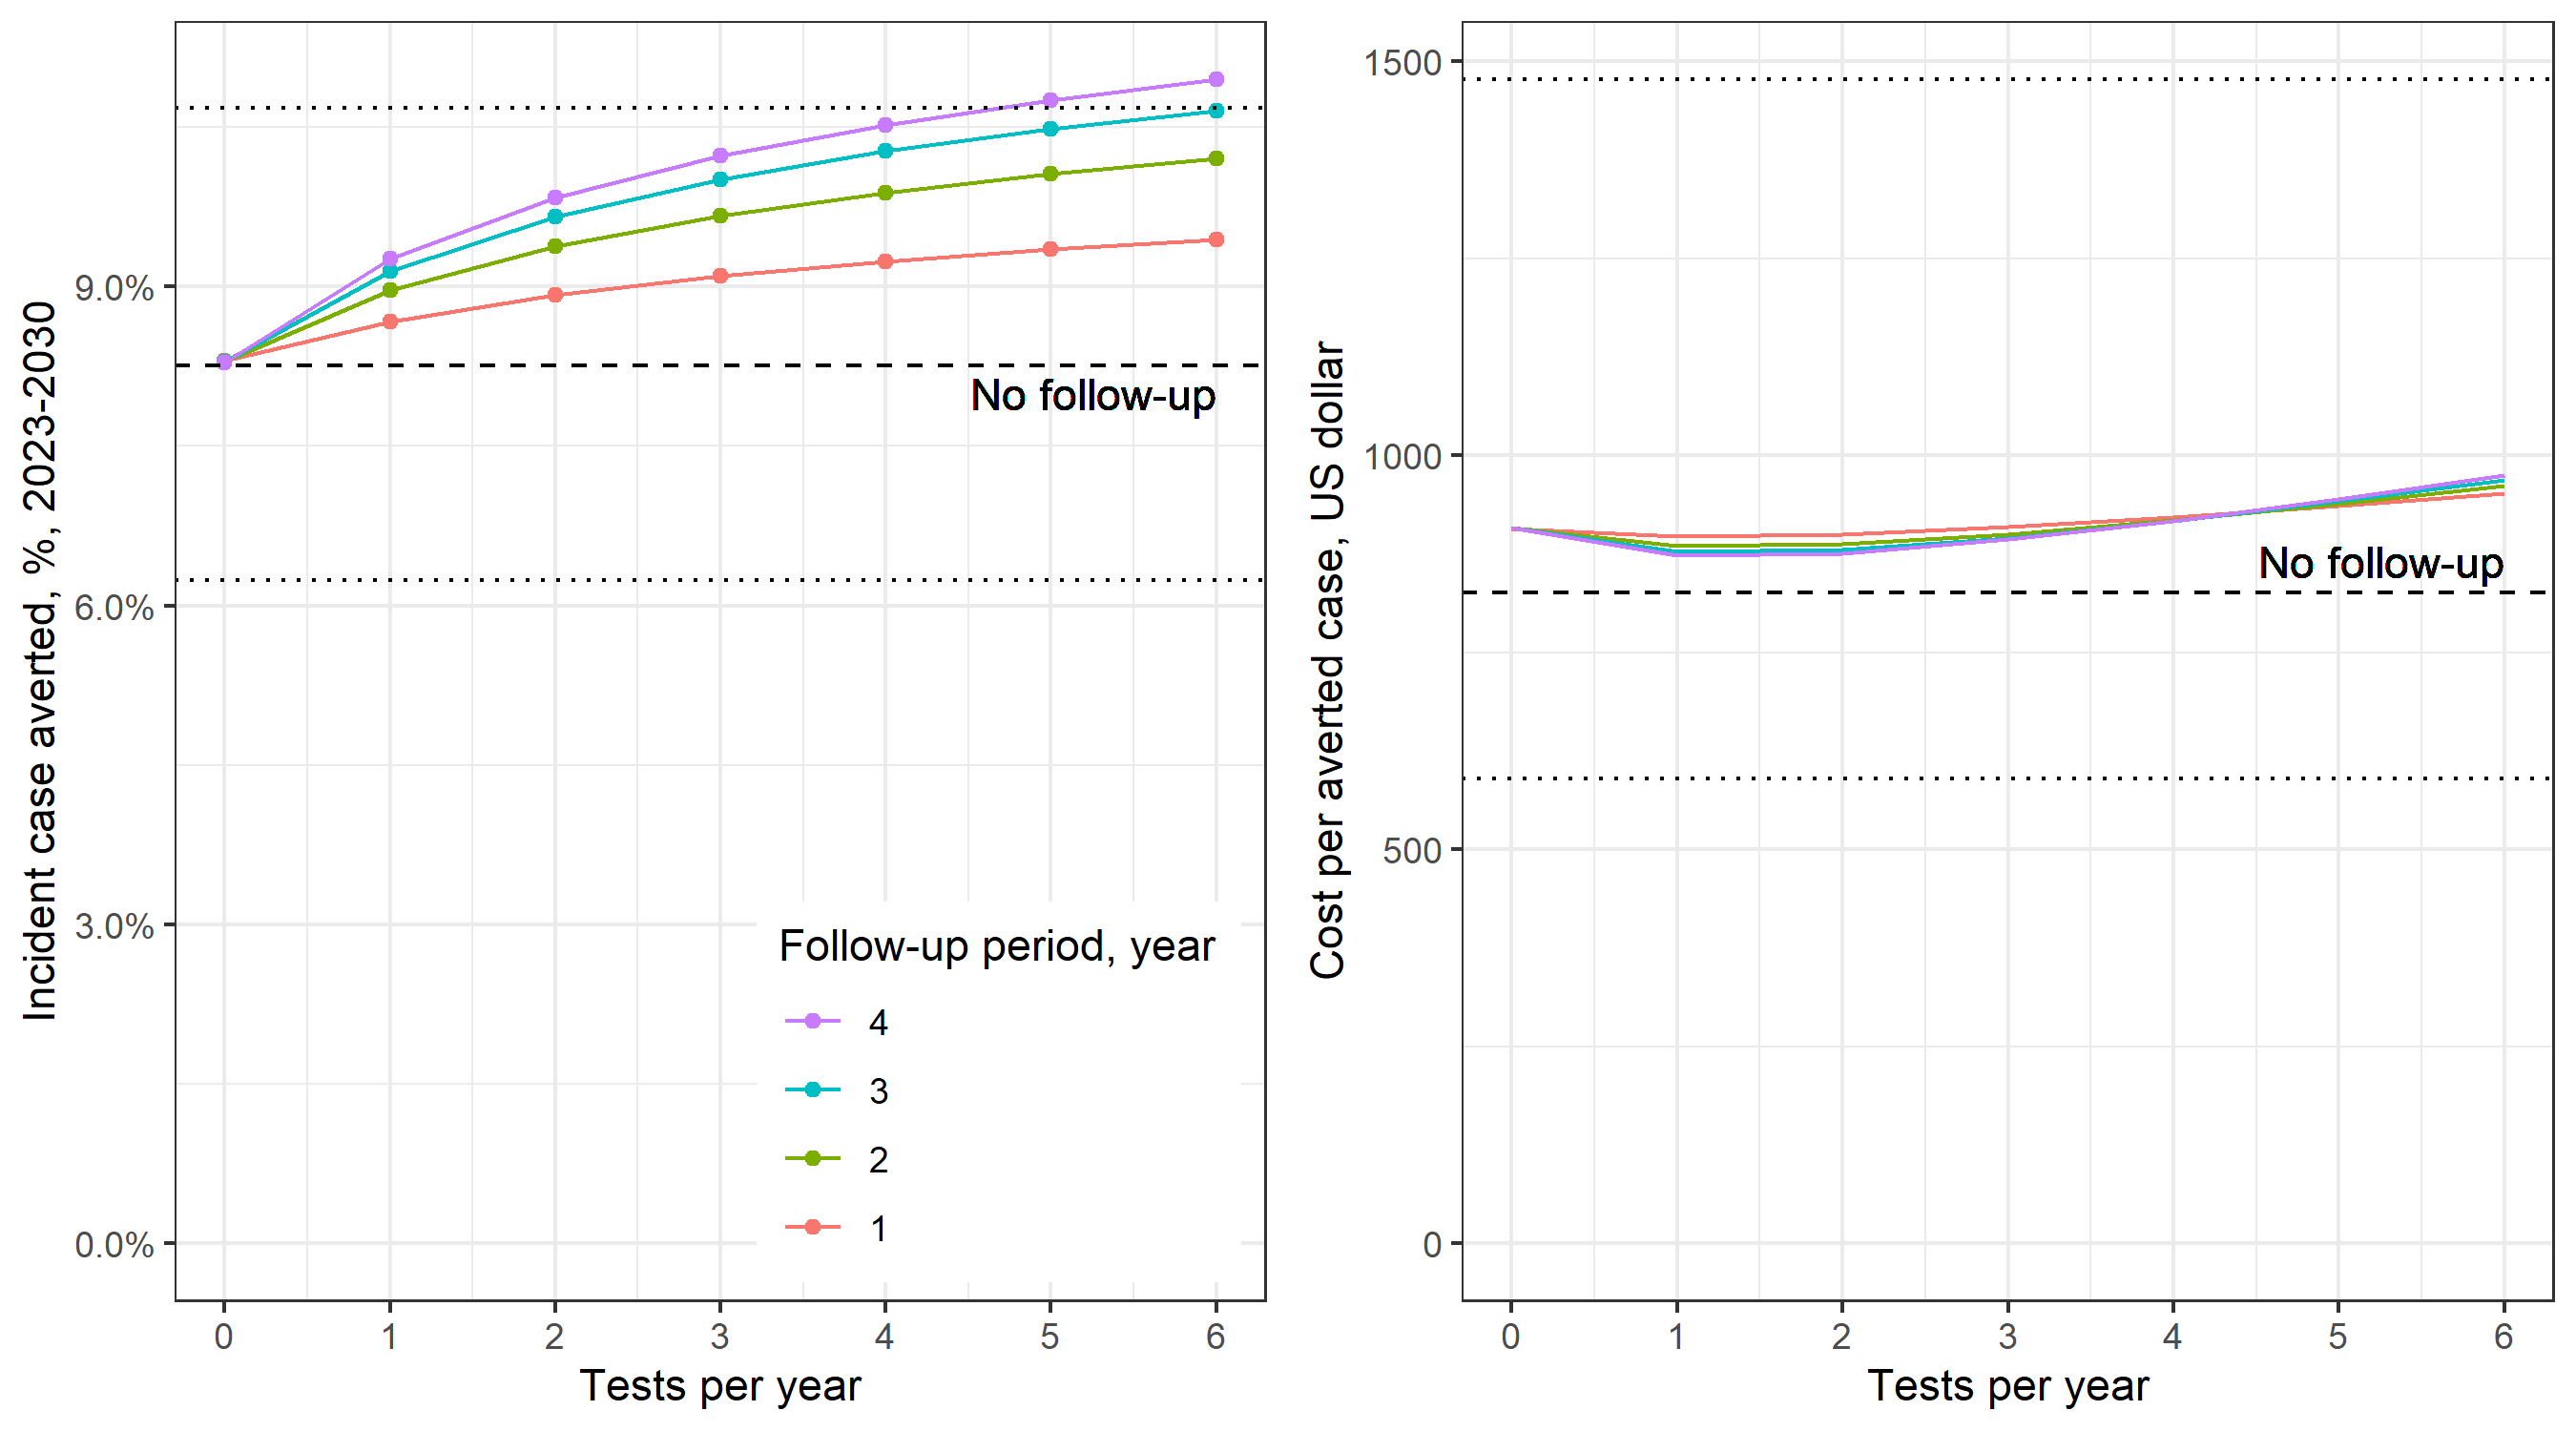 Incident case averted, %, 2023-2030
9.0%
6.0%
3.0%
0.0%
No follow-up
Follow-up period, year
4
3
2
1
0 1 2 3 4 5 6
Tests per year
Cost per averted case, US dollar
1500
1000
500
0
No follow-up
0 1 2 3 4 5 6
Tests per year